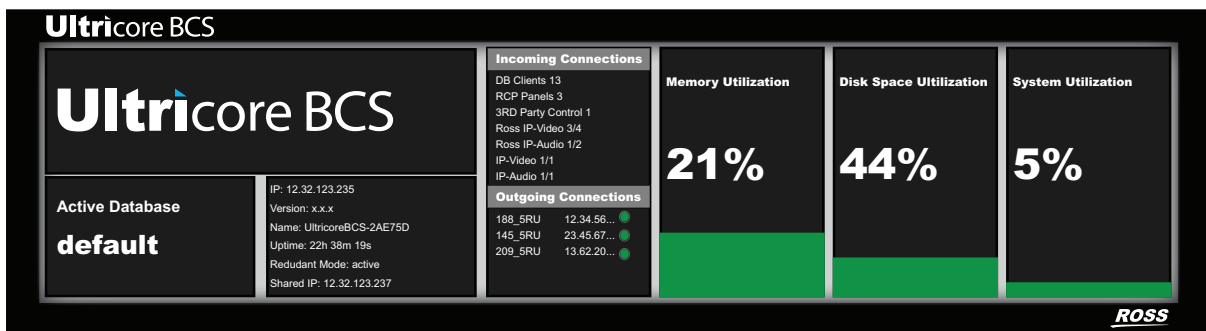 Ultricore BCS
Ultricore BCS
Active Database
default
IP: 12.32.123.235
Version: x.x.x
Name: UltricoreBCS-2AE75D
Uptime: 22h 38m 19s
Redudant Mode: active
Shared IP: 12.32.123.237
Incoming Connections
DB Clients 13
RCP Panels 3
3RD Party Control 1
Ross IP-Video 3/4
Ross IP-Audio 1/2
IP-Video 1/1
IP-Audio 1/1
Outgoing Connections
188_5RU 12.34.56...
145_5RU 23.45.67...
209_5RU 13.62.20...
Memory Utilization
21%
Disk Space Ultilization
44%
System Utilization
5%
ROSS